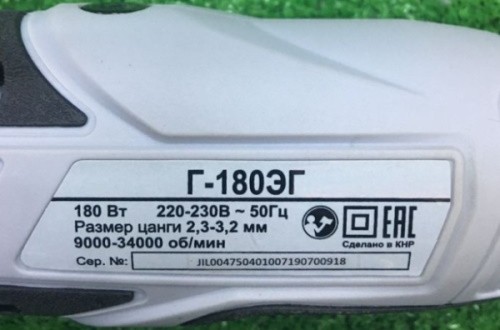 Г-180ЭГ
180 Вт 220-230В ~ 50Гц
Размер цанги 2,3-3,2 мм
9000-34000 об/мин
EAC
Сделано в КНР
Сер. №: JIL004750401007190700918